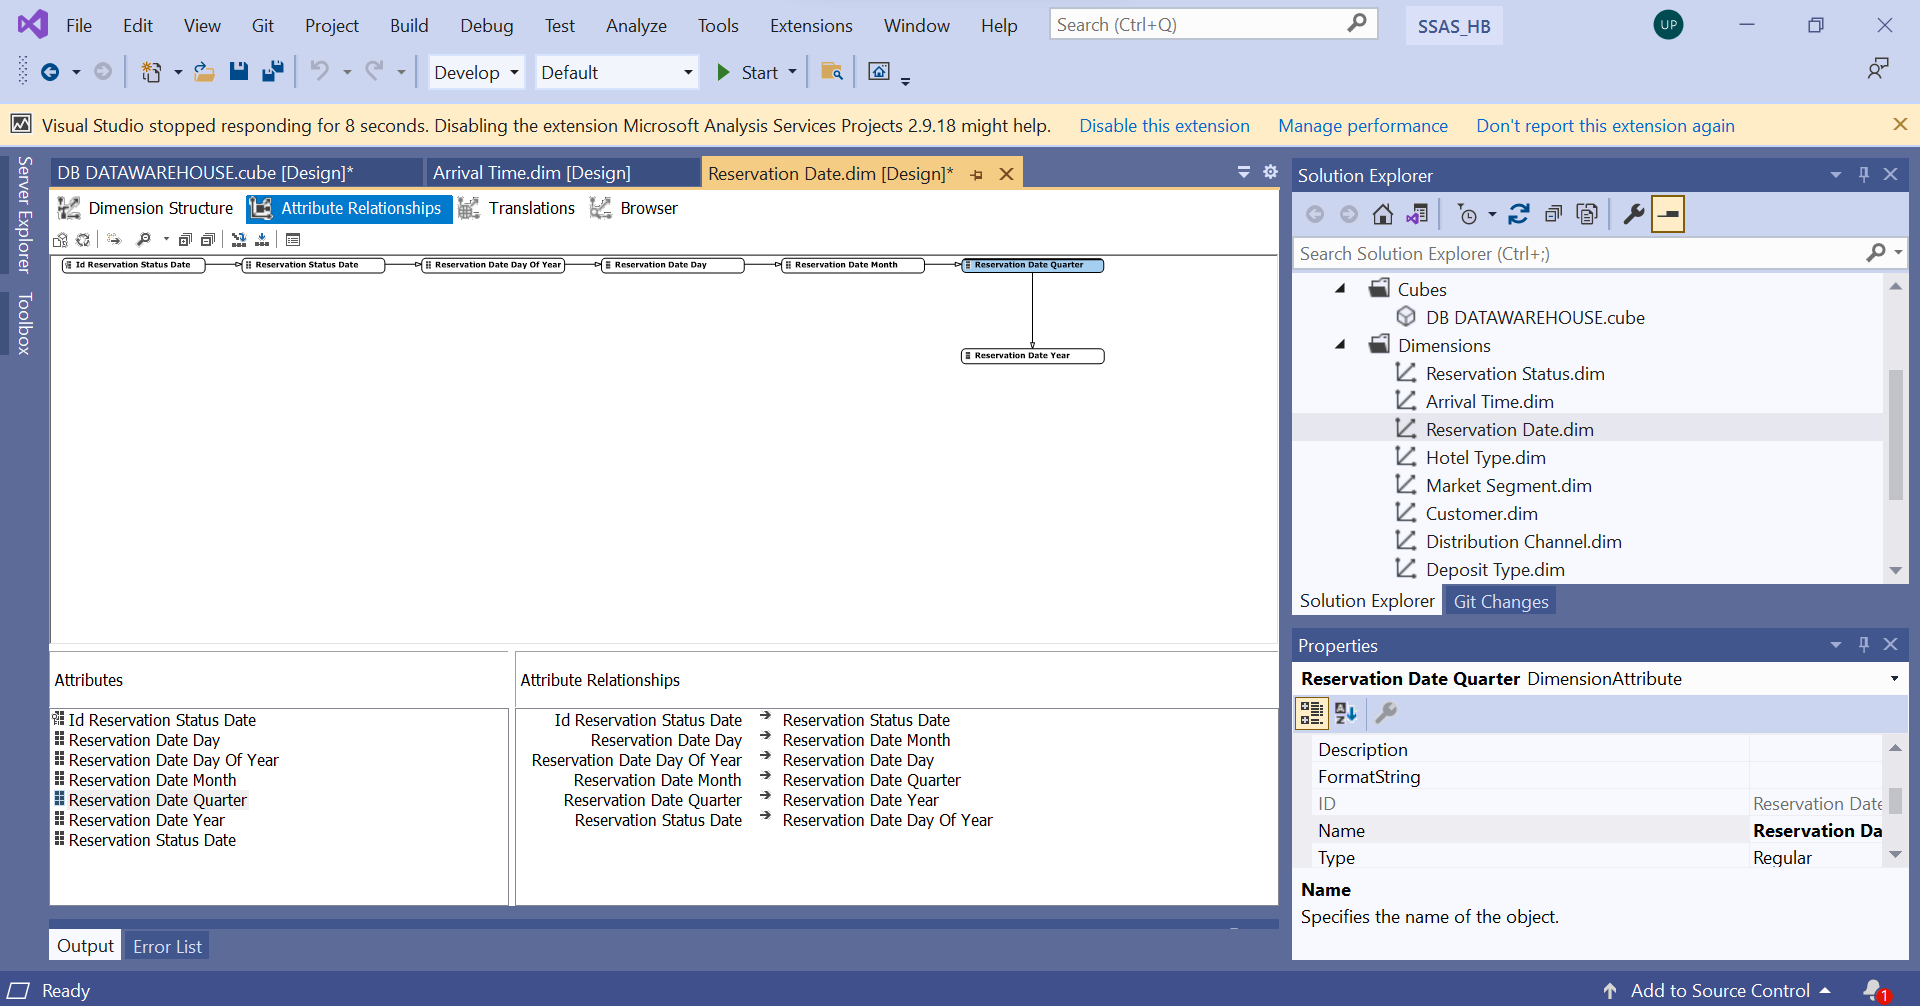 File Edit View Git Project Build Debug Test Analyze Tools Extensions Window Help Search (Ctrl+Q) SSAS_HB UP
Develop Default Start
Visual Studio stopped responding for 8 seconds. Disabling the extension Microsoft Analysis Services Projects 2.9.18 might help. Disable this extension Manage performance Don't report this extension again
Server Explorer
Toolbox
DB DATAWAREHOUSE.cube [Design]* Arrival Time.dim [Design] Reservation Date.dim [Design]*
Dimension Structure Attribute Relationships Translations Browser
Id Reservation Status Date Reservation Status Date Reservation Date Day Of Year Reservation Date Day Reservation Date Month Reservation Date Quarter
Reservation Date Year
Attributes
Id Reservation Status Date
Reservation Date Day
Reservation Date Day Of Year
Reservation Date Month
Reservation Date Quarter
Reservation Date Year
Reservation Status Date
Attribute Relationships
Id Reservation Status Date → Reservation Status Date
Reservation Date Day → Reservation Date Month
Reservation Date Day Of Year → Reservation Date Day
Reservation Date Month → Reservation Date Quarter
Reservation Date Quarter → Reservation Date Year
Reservation Status Date → Reservation Date Day Of Year
Output Error List
Solution Explorer
Search Solution Explorer (Ctrl+;)
Cubes
DB DATAWAREHOUSE.cube
Dimensions
Reservation Status.dim
Arrival Time.dim
Reservation Date.dim
Hotel Type.dim
Market Segment.dim
Customer.dim
Distribution Channel.dim
Deposit Type.dim
Solution Explorer Git Changes
Properties
Reservation Date Quarter DimensionAttribute
Description
FormatString
ID Reservation Date
Name Reservation Da
Type Regular
Name
Specifies the name of the object.
Ready Add to Source Control 1